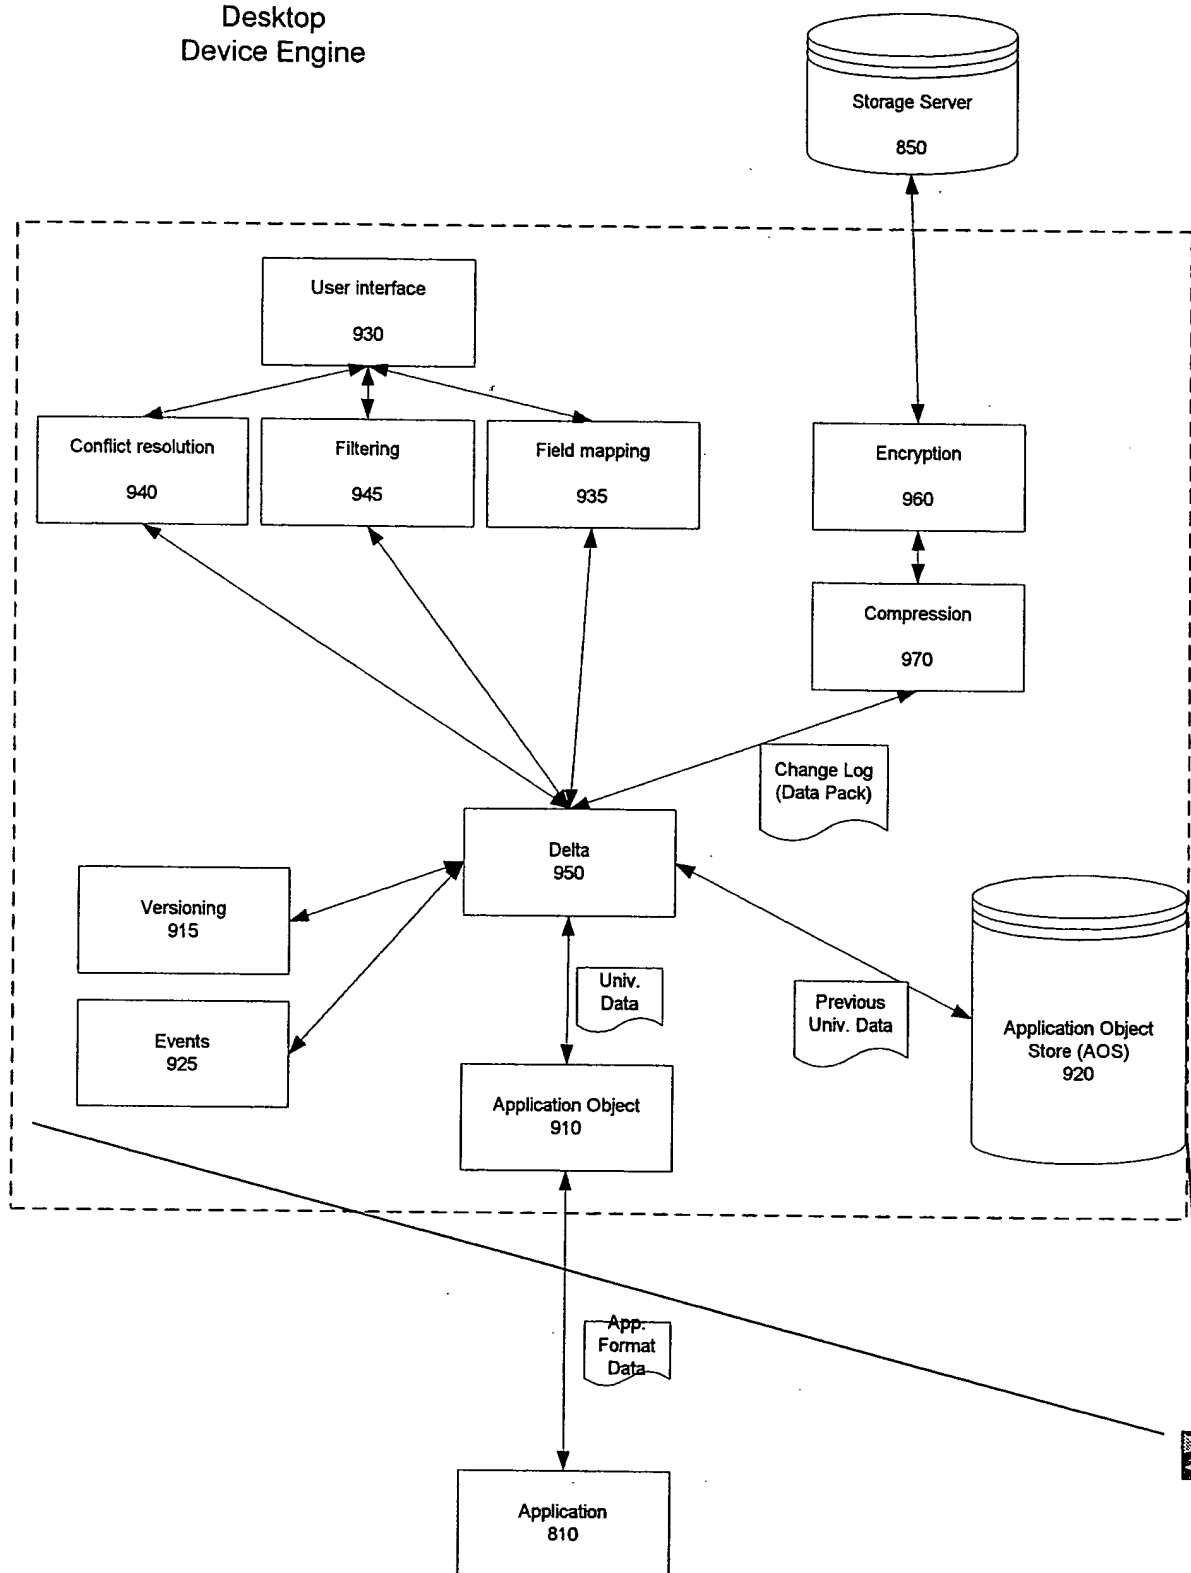 Desktop
Device Engine
Storage Server
850
User interface
930
Conflict resolution
940
Filtering
945
Field mapping
935
Encryption
960
Compression
970
Change Log
(Data Pack)
Delta
950
Versioning
915
Events
925
Univ.
Data
Previous
Univ. Data
Application Object
Store (AOS)
920
Application Object
910
App.
Format
Data
Application
810